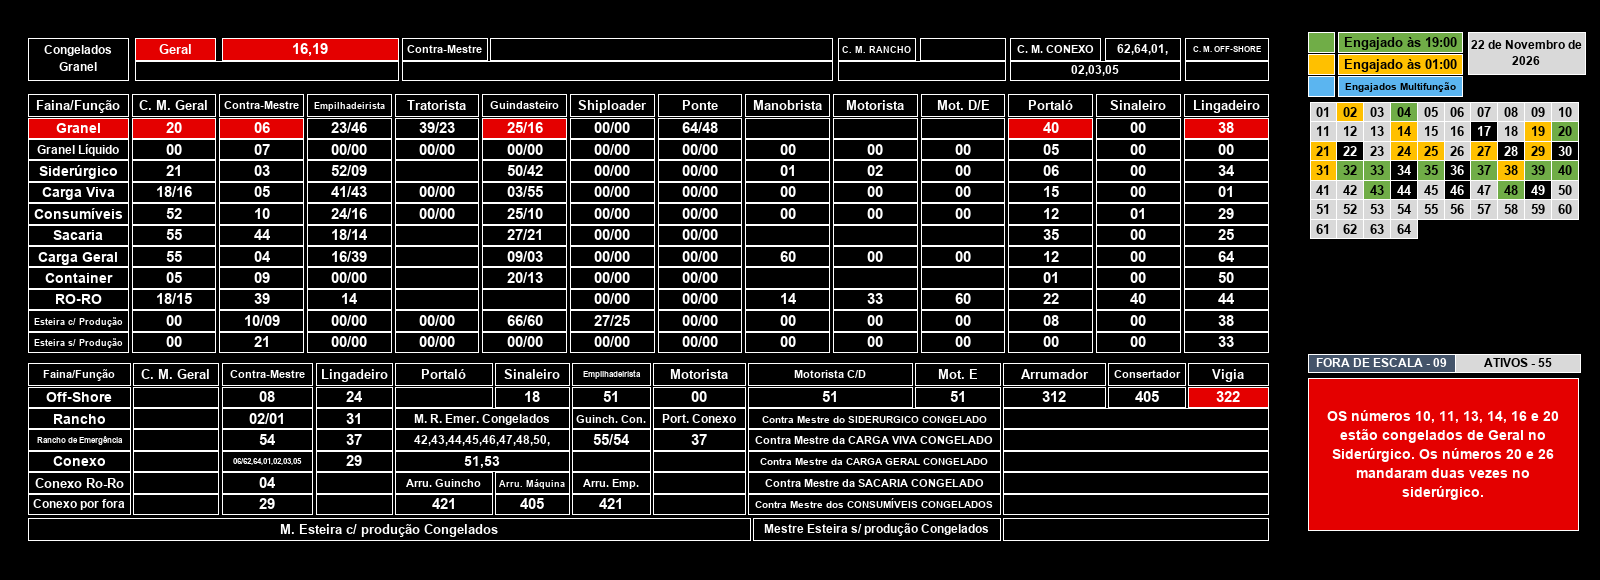 Congelados Granel Geral 16,19 Contra-Mestre C. M. RANCHO C. M. CONEXO 62,64,01, C. M. OFF-SHORE
02,03,05
Faina/Função C. M. Geral Contra-Mestre Empilhadeirista Tratorista Guindasteiro Shiploader Ponte Manobrista Motorista Mot. D/E Portaló Sinaleiro Lingadeiro
Granel 20 06 23/46 39/23 25/16 00/00 64/48 40 00 38
Granel Líquido 00 07 00/00 00/00 00/00 00/00 00/00 00 00 00 05 00 00
Siderúrgico 21 03 52/09 50/42 00/00 00/00 01 02 00 06 00 34
Carga Viva 18/16 05 41/43 00/00 03/55 00/00 00/00 00 00 00 15 00 01
Consumíveis 52 10 24/16 00/00 25/10 00/00 00/00 00 00 00 12 01 29
Sacaria 55 44 18/14 27/21 00/00 00/00 35 00 25
Carga Geral 55 04 16/39 09/03 00/00 00/00 60 00 00 12 00 64
Container 05 09 00/00 20/13 00/00 00/00 01 00 50
RO-RO 18/15 39 14 00/00 00/00 14 33 60 22 40 44
Esteira c/ Produção 00 10/09 00/00 00/00 66/60 27/25 00/00 00 00 00 08 00 38
Esteira s/ Produção 00 21 00/00 00/00 00/00 00/00 00/00 00 00 00 00 00 33
Faina/Função C. M. Geral Contra-Mestre Lingadeiro Portaló Sinaleiro Empilhadeirista Motorista Motorista C/D Mot. E Arrumador Consertador Vigia
Off-Shore 08 24 18 51 00 51 51 312 405 322
Rancho 02/01 31 M. R. Emer. Congelados Guinch. Con. Port. Conexo Contra Mestre do SIDERURGICO CONGELADO
Rancho de Emergência 54 37 42,43,44,45,46,47,48,50, 55/54 37 Contra Mestre da CARGA VIVA CONGELADO
Conexo 06/62,64,01,02,03,05 29 51,53 Contra Mestre da CARGA GERAL CONGELADO
Conexo Ro-Ro 04 Arru. Guincho Arru. Máquina Arru. Emp. Contra Mestre da SACARIA CONGELADO
Conexo por fora 29 421 405 421 Contra Mestre dos CONSUMÍVEIS CONGELADOS
M. Esteira c/ produção Congelados Mestre Esteira s/ produção Congelados
Engajado às 19:00
Engajado às 01:00
Engajados Multifunção
22 de Novembro de
2026
01 02 03 04 05 06 07 08 09 10
11 12 13 14 15 16 17 18 19 20
21 22 23 24 25 26 27 28 29 30
31 32 33 34 35 36 37 38 39 40
41 42 43 44 45 46 47 48 49 50
51 52 53 54 55 56 57 58 59 60
61 62 63 64
FORA DE ESCALA - 09 ATIVOS - 55
OS números 10, 11, 13, 14, 16 e 20
estão congelados de Geral no
Siderúrgico. Os números 20 e 26
mandaram duas vezes no
siderúrgico.